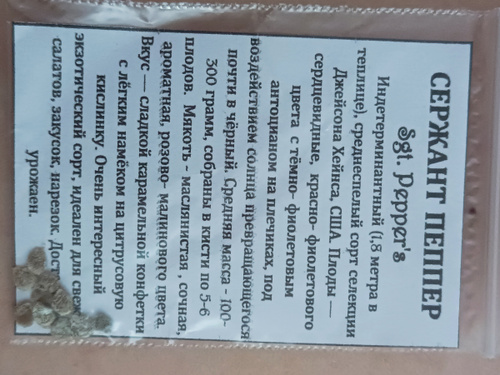 СЕРЖАНТ ПЕППЕР
Sgt. Pepper's
Индетерминантный (1,8 метра в
теплице), среднеспелый сорт селекции
Джейсона Хейнса, США. Плоды —
сердцевидные, красно- фиолетового
цвета с тёмно- фиолетовым
антоцианом на плечиках, под
воздействием солнца превращающегося
почти в чёрный. Средняя масса - 100-
300 грамм, собраны в кисти по 5-6
плодов. Мякоть - маслянистая , сочная,
ароматная, розово- малинового цвета.
Вкус — сладкой карамельной конфетки
с лёгким намёком на цитрусовую
кислинку. Очень интересный
экзотический сорт, идеален для
салатов, закусок, нарезок.
урожаен.